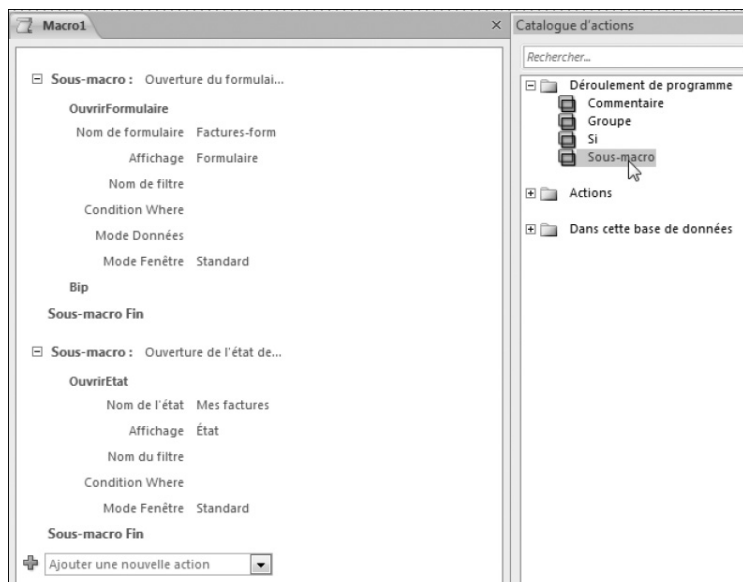 Macro1
Sous-macro : Ouverture du formulai...
OuvrirFormulaire
Nom de formulaire Factures-form
Affichage Formulaire
Nom de filtre
Condition Where
Mode Données
Mode Fenêtre Standard
Bip
Sous-macro Fin
Sous-macro : Ouverture de l'état de...
OuvrirEtat
Nom de l'état Mes factures
Affichage État
Nom du filtre
Condition Where
Mode Fenêtre Standard
Sous-macro Fin
Ajouter une nouvelle action
Catalogue d'actions
Rechercher...
Déroulement de programme
Commentaire
Groupe
Si
Sous-macro
Actions
Dans cette base de données